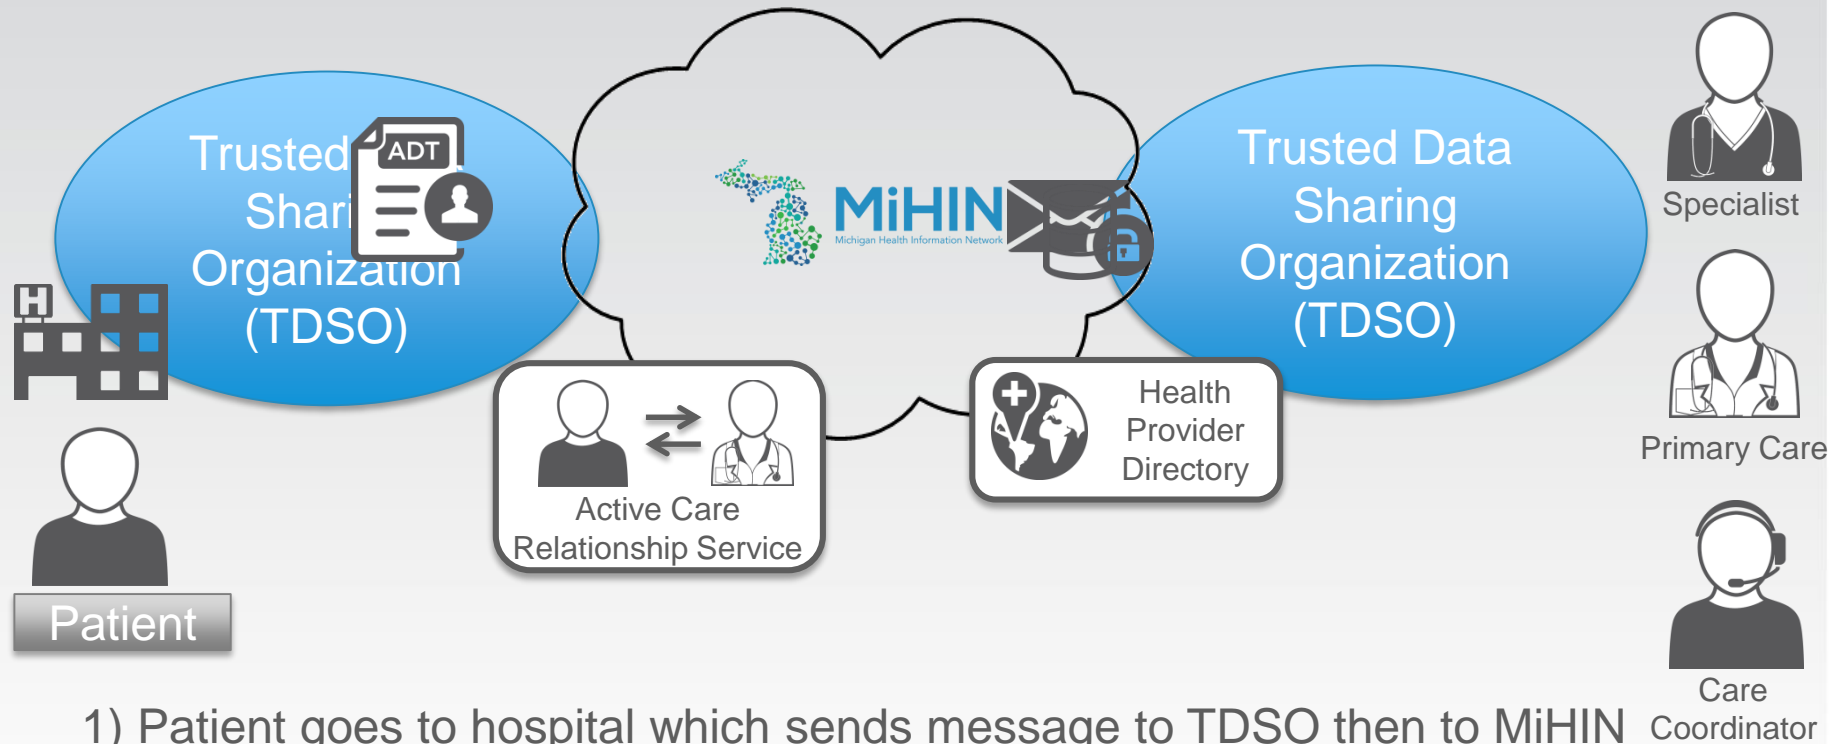 Trusted
Shari
Organization
(TDSO)
ADT
H
Patient
MiHIN
Michigan Health Information Network
Active Care
Relationship Service
Health
Provider
Directory
Trusted Data
Sharing
Organization
(TDSO)
Specialist
Primary Care
Care
Coordinator
1) Patient goes to hospital which sends message to TDSO then to MiHIN